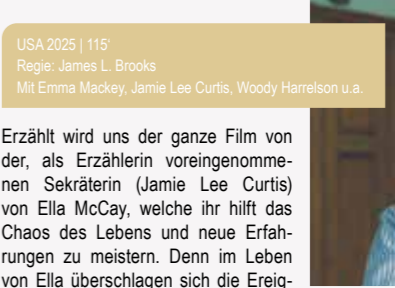 USA 2025 | 115'
Regie: James L. Brooks
Mit Emma Mackey, Jamie Lee Curtis, Woody Harrelson u.a.
Erzählt wird uns der ganze Film von
der, als Erzählerin voreingenomme-
nen Sekräterin (Jamie Lee Curtis)
von Ella McCay, welche ihr hilft das
Chaos des Lebens und neue Erfah-
rungen zu meistern. Denn im Leben
von Ella überschlagen sich die Ereig-